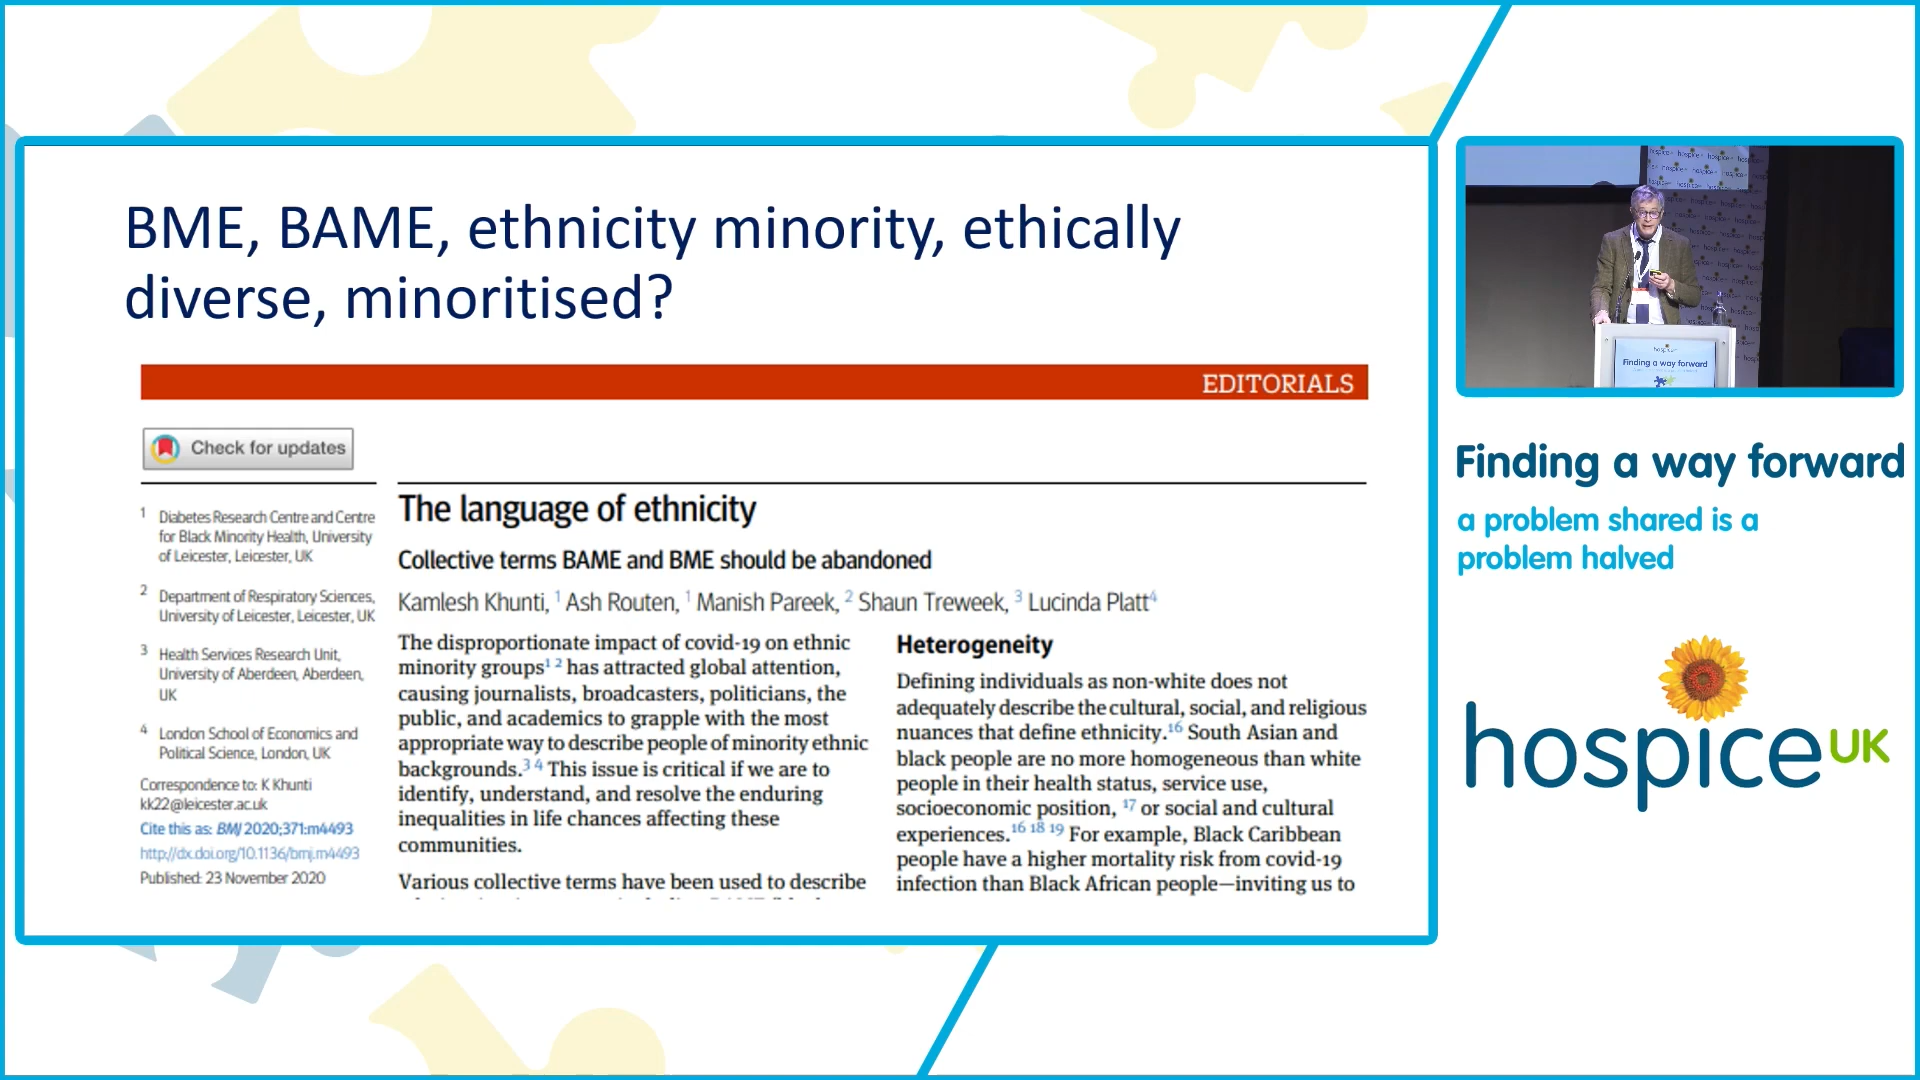 BME, BAME, ethnicity minority, ethically
diverse, minoritised?
EDITORIALS
Check for updates
1 Diabetes Research Centre and Centre
for Black Minority Health, University
of Leicester, Leicester, UK
2 Department of Respiratory Sciences,
University of Leicester, Leicester, UK
3 Health Services Research Unit,
University of Aberdeen, Aberdeen,
UK
4 London School of Economics and
Political Science, London, UK
Correspondence to: K Khunti
kk22@leicester.ac.uk
Cite this as: BMJ 2020;371:m4493
http://dx.doi.org/10.1136/bmj.m4493
Published: 23 November 2020
The language of ethnicity
Collective terms BAME and BME should be abandoned
Kamlesh Khunti, 1 Ash Routen, 1 Manish Pareek, 2 Shaun Treweek, 3 Lucinda Platt4
The disproportionate impact of covid-19 on ethnic
minority groups1 2 has attracted global attention,
causing journalists, broadcasters, politicians, the
public, and academics to grapple with the most
appropriate way to describe people of minority ethnic
backgrounds.3 4 This issue is critical if we are to
identify, understand, and resolve the enduring
inequalities in life chances affecting these
communities.
Various collective terms have been used to describe
Heterogeneity
Defining individuals as non-white does not
adequately describe the cultural, social, and religious
nuances that define ethnicity.16 South Asian and
black people are no more homogeneous than white
people in their health status, service use,
socioeconomic position, 17 or social and cultural
experiences.16 18 19 For example, Black Caribbean
people have a higher mortality risk from covid-19
infection than Black African people—inviting us to
hospice
Finding a way forward
Finding a way forward
a problem shared is a
problem halved
hospice UK